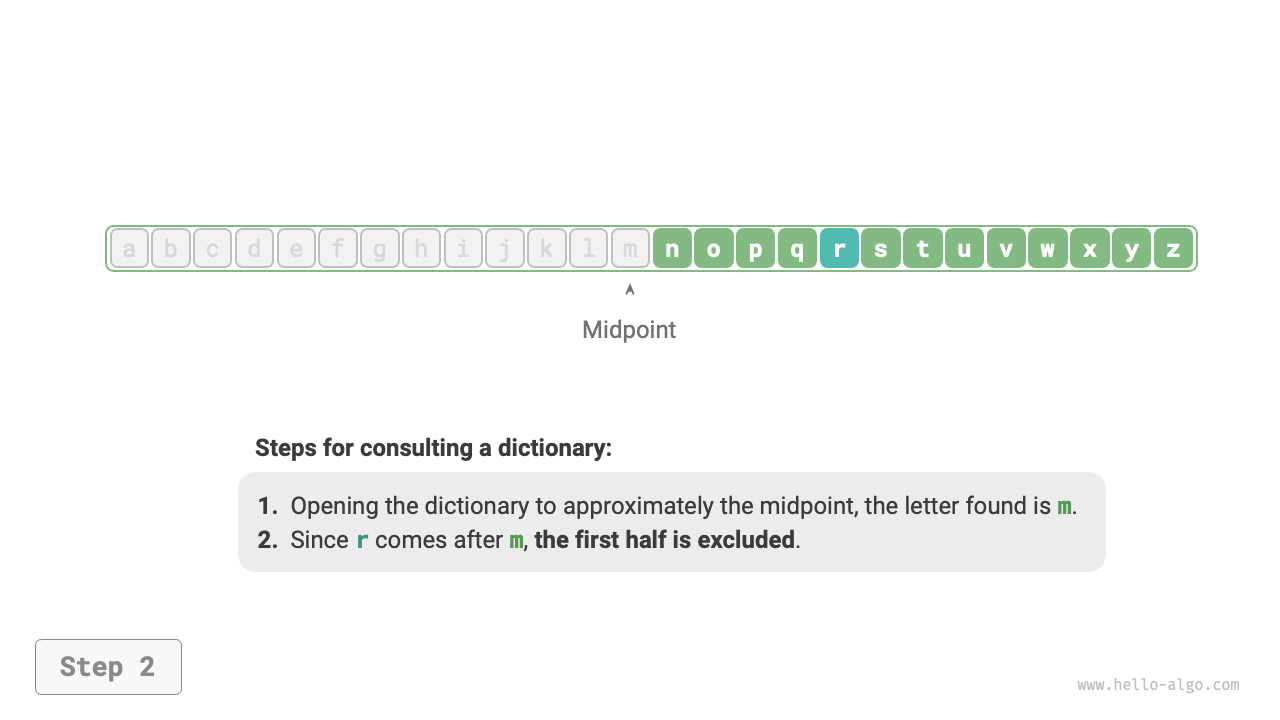 a b c d e f g h i j k l m n o p q r s t u v w x y z
Midpoint
Steps for consulting a dictionary:
1. Opening the dictionary to approximately the midpoint, the letter found is m.
2. Since r comes after m, the first half is excluded.
Step 2
www.hello-algo.com